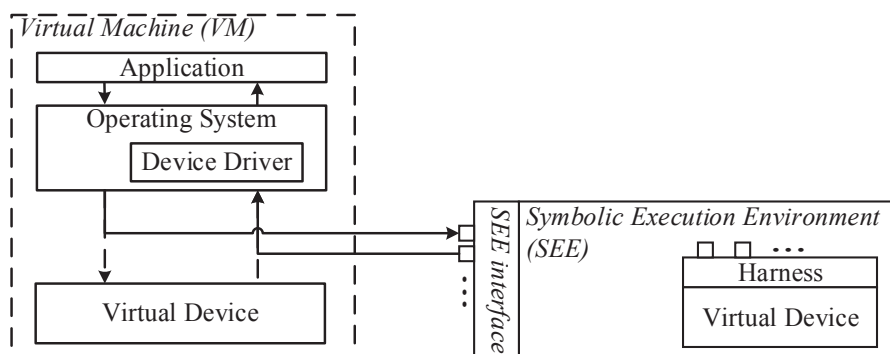 Virtual Machine (VM)
Application
Operating System
Device Driver
Virtual Device
SEE interface
Symbolic Execution Environment
(SEE)
Harness
Virtual Device